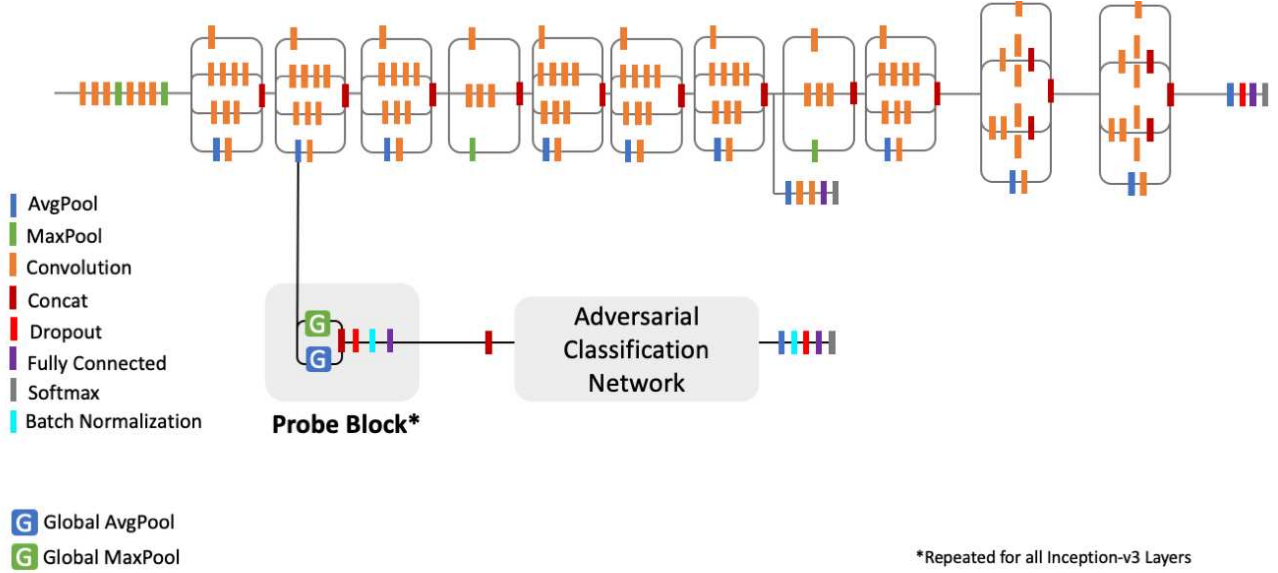 AvgPool
MaxPool
Convolution
Concat
Dropout
Fully Connected
Softmax
Batch Normalization
G
G
Probe Block*
Adversarial
Classification
Network
G Global AvgPool
G Global MaxPool
*Repeated for all Inception-v3 Layers